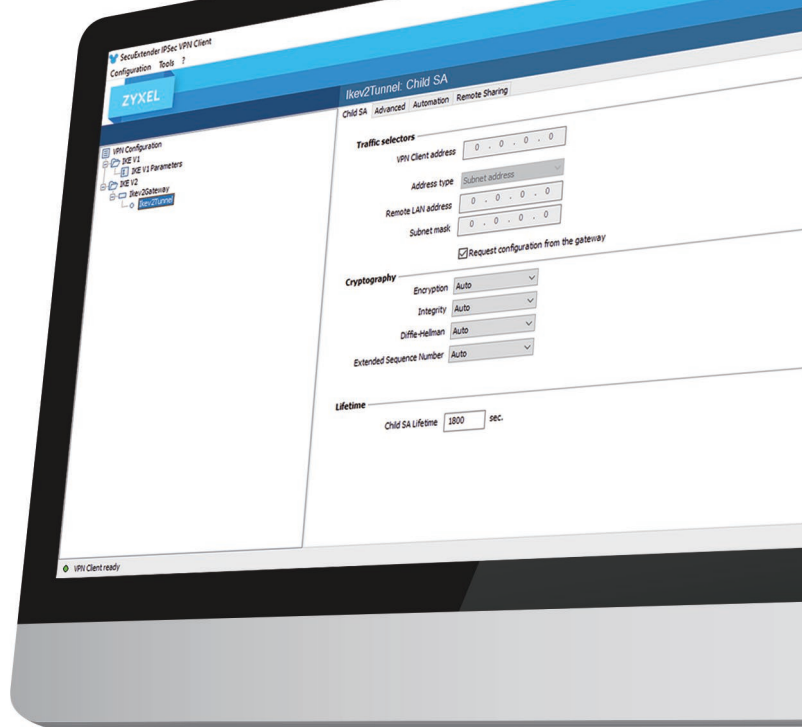 SecuExtender IPSec VPN Client
Configuration Tools ?
ZYXEL
Ikev2Tunnel: Child SA
Child SA Advanced Automation Remote Sharing
VPN Configuration
IKE V1
IKE V1 Parameters
IKE V2
Ikev2Gateway
Ikev2Tunnel
Traffic selectors
VPN Client address 0 . 0 . 0 . 0
Address type Subnet address
Remote LAN address 0 . 0 . 0 . 0
Subnet mask 0 . 0 . 0 . 0
Request configuration from the gateway
Cryptography
Encryption Auto
Integrity Auto
Diffie-Hellman Auto
Extended Sequence Number Auto
Lifetime
Child SA Lifetime 1800 sec.
VPN Client ready